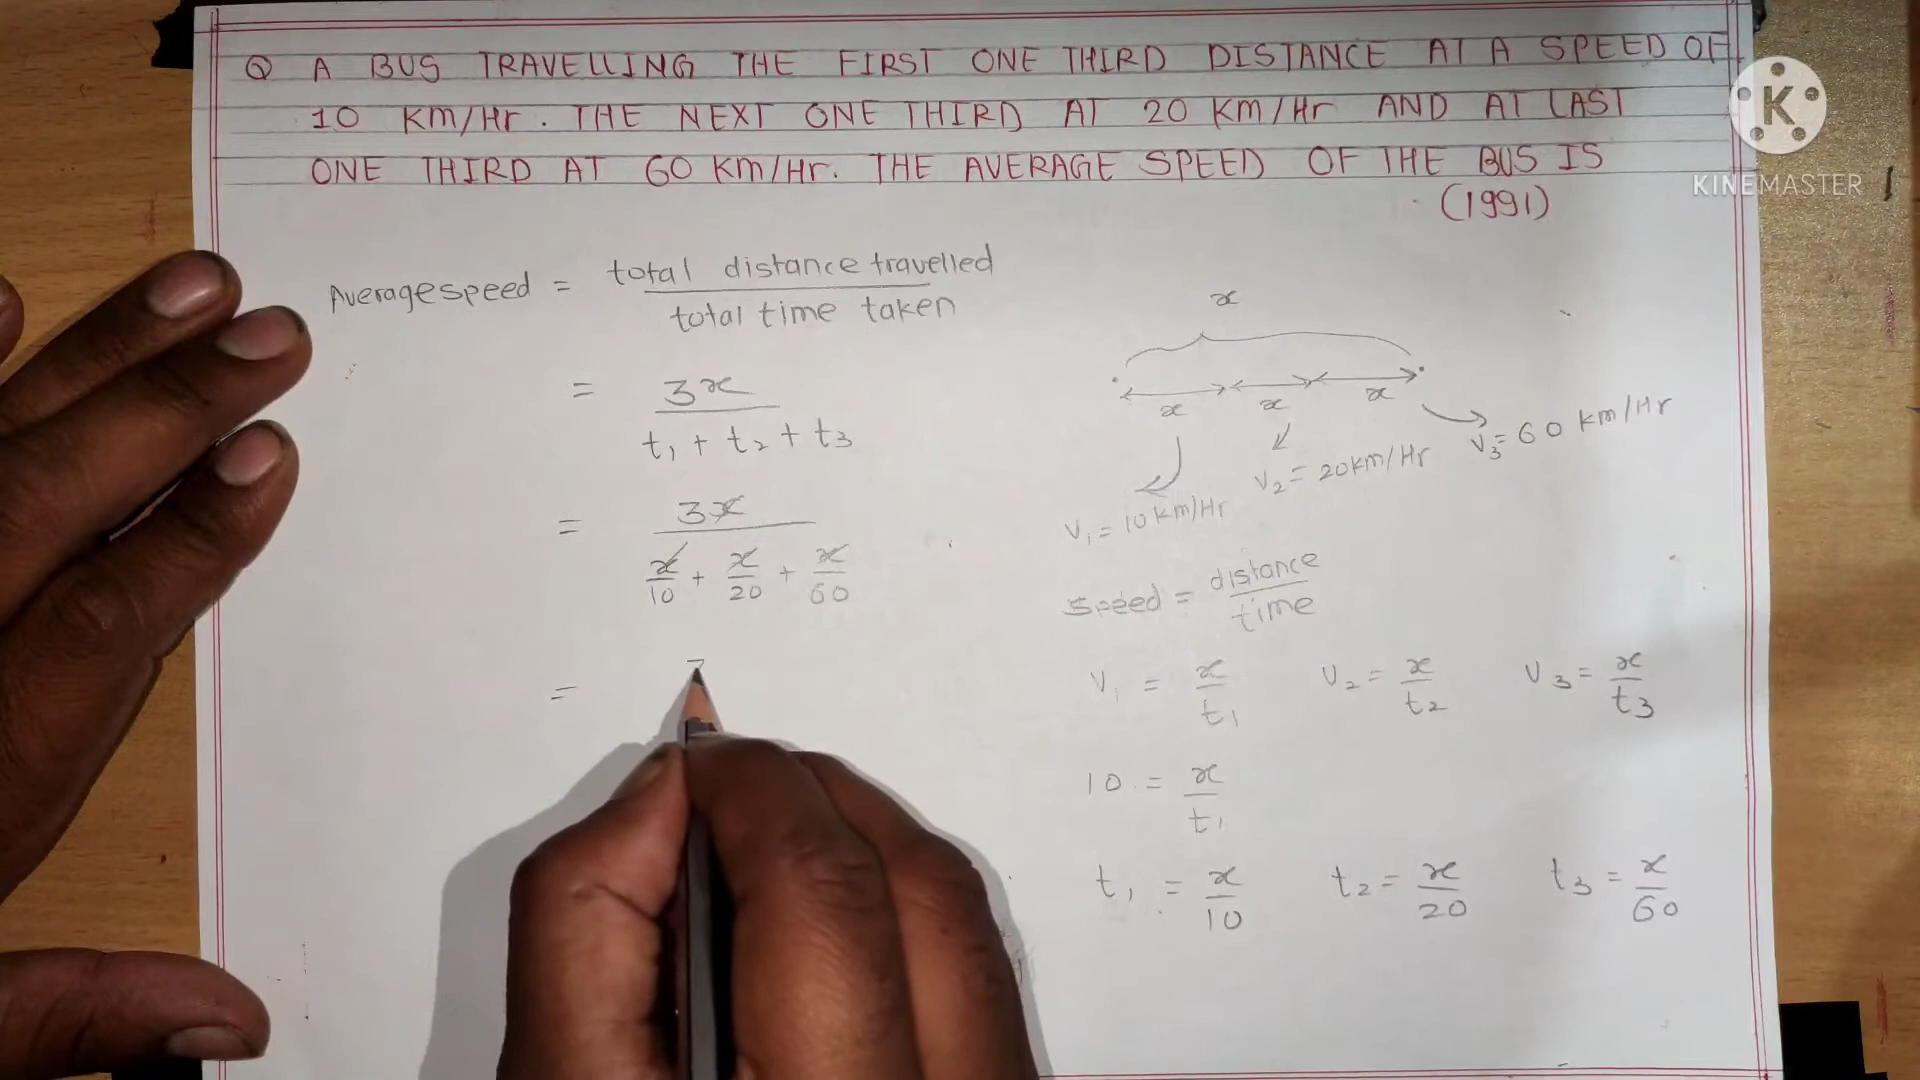 Q A BUS TRAVELLING THE FIRST ONE THIRD DISTANCE AT A SPEED OF
10 KM/Hr. THE NEXT ONE THIRD AT 20 KM/Hr AND AT LAST
ONE THIRD AT 60 KM/Hr. THE AVERAGE SPEED OF THE BUS IS
(1991)
K
KINEMASTER
Average speed = total distance travelled
total time taken
= 3x
t1 + t2 + t3
= 3x
x/10 + x/20 + x/60
=
x
x x x
V1 = 10 km/Hr
V2 = 20 km/Hr
V3 = 60 km/Hr
speed = distance
time
V1 = x/t1 V2 = x/t2 V3 = x/t3
10 = x/t1
t1 = x/10 t2 = x/20 t3 = x/60